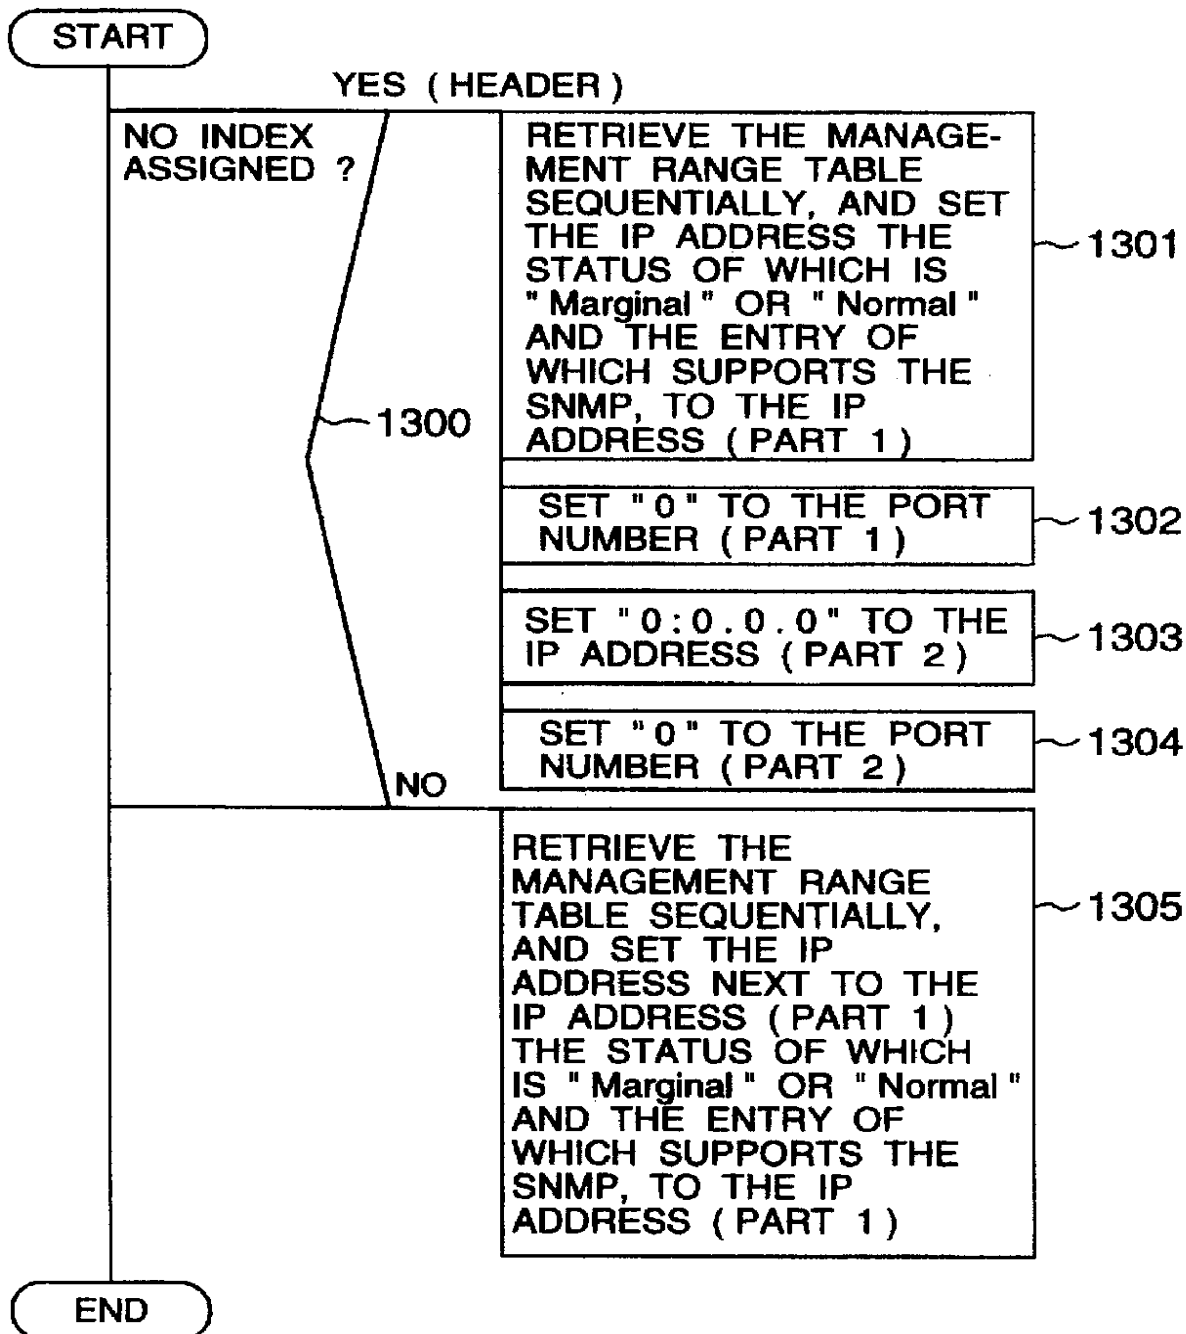 START
YES ( HEADER )
NO INDEX
ASSIGNED ?
1300
RETRIEVE THE MANAGE-
MENT RANGE TABLE
SEQUENTIALLY, AND SET
THE IP ADDRESS THE
STATUS OF WHICH IS
" Marginal " OR " Normal "
AND THE ENTRY OF
WHICH SUPPORTS THE
SNMP, TO THE IP
ADDRESS ( PART 1 )
1301
SET " 0 " TO THE PORT
NUMBER ( PART 1 )
1302
SET " 0 : 0 . 0 . 0 " TO THE
IP ADDRESS ( PART 2 )
1303
SET " 0 " TO THE PORT
NUMBER ( PART 2 )
1304
NO
RETRIEVE THE
MANAGEMENT RANGE
TABLE SEQUENTIALLY,
AND SET THE IP
ADDRESS NEXT TO THE
IP ADDRESS ( PART 1 )
THE STATUS OF WHICH
IS " Marginal " OR " Normal "
AND THE ENTRY OF
WHICH SUPPORTS THE
SNMP, TO THE IP
ADDRESS ( PART 1 )
1305
END